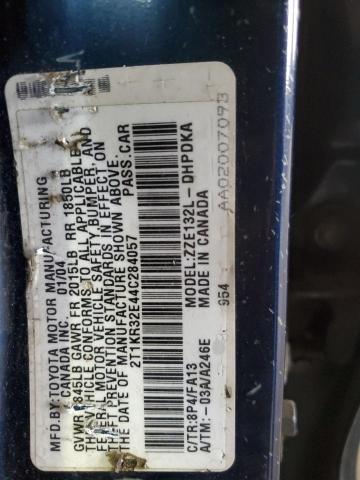 MFD.BY:TOYOTA MOTOR MANUFACTURING
CANADA INC. 01/04
GVWR 3845LB GAWR FR 2015LB RR 1850LB
THIS VEHICLE CONFORMS TO ALL APPLICABLE
FEDERAL MOTOR VEHICLE SAFETY, BUMPER, AND
THEFT PREVENTION STANDARDS IN EFFECT ON
THE DATE OF MANUFACTURE SHOWN ABOVE.
2T1KR32E44C284057 PASS.CAR
C/TR:8P4/FA13 MODEL:ZZE132L-
A/TM:-03A/A246E DHPDKA
MADE IN CANADA
954
AA02007093